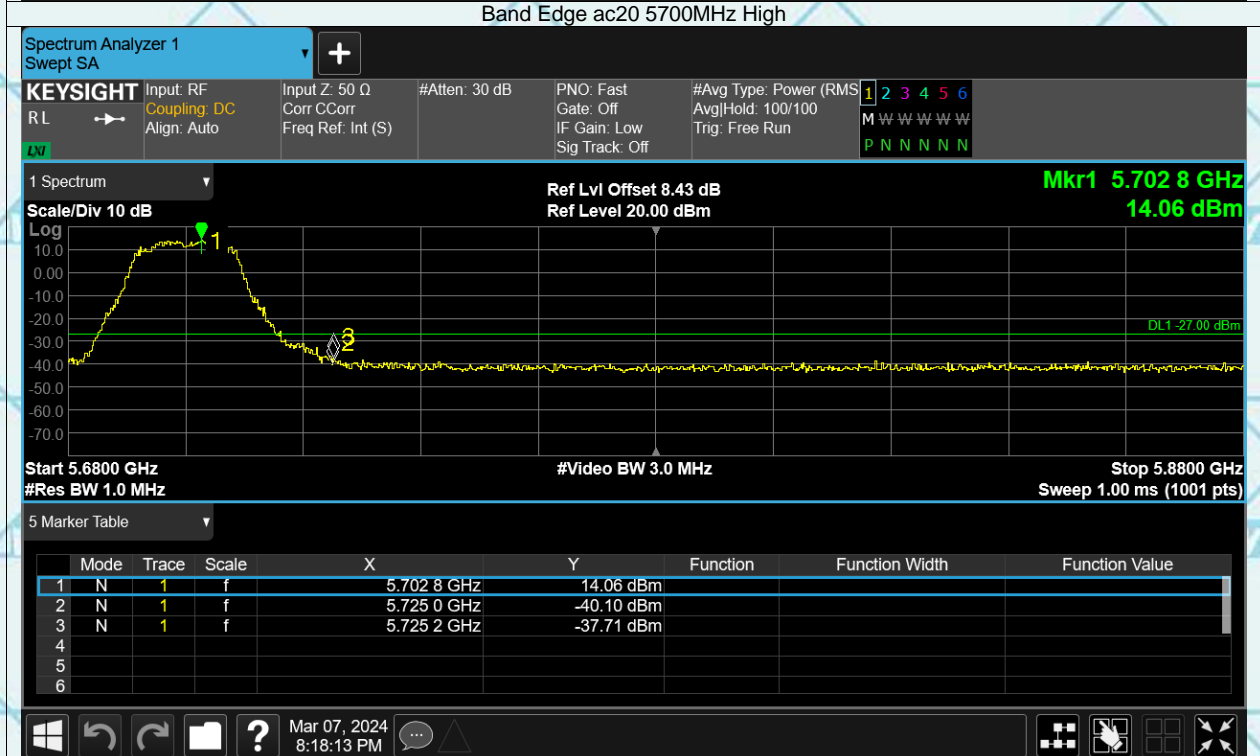 Band Edge ac20 5700MHz High
Spectrum Analyzer 1
Swept SA
KEYSIGHT
RL
LXI
Input: RF
Coupling: DC
Align: Auto
Input Z: 50 Ω
Corr CCorr
Freq Ref: Int (S)
#Atten: 30 dB
PNO: Fast
Gate: Off
IF Gain: Low
Sig Track: Off
#Avg Type: Power (RMS
Avg|Hold: 100/100
Trig: Free Run
1 2 3 4 5 6
M W W W W W
P N N N N N
1 Spectrum
Scale/Div 10 dB
Ref Lvl Offset 8.43 dB
Ref Level 20.00 dBm
Mkr1 5.702 8 GHz
14.06 dBm
Log
10.0
0.00
-10.0
-20.0
-30.0
-40.0
-50.0
-60.0
-70.0
1
3
2
DL1 -27.00 dBm
Start 5.6800 GHz
#Video BW 3.0 MHz
Stop 5.8800 GHz
#Res BW 1.0 MHz
Sweep 1.00 ms (1001 pts)
5 Marker Table
Mode Trace Scale X Y Function Function Width Function Value
1 N 1 f 5.702 8 GHz 14.06 dBm
2 N 1 f 5.725 0 GHz -40.10 dBm
3 N 1 f 5.725 2 GHz -37.71 dBm
4
5
6
?
Mar 07, 2024
8:18:13 PM